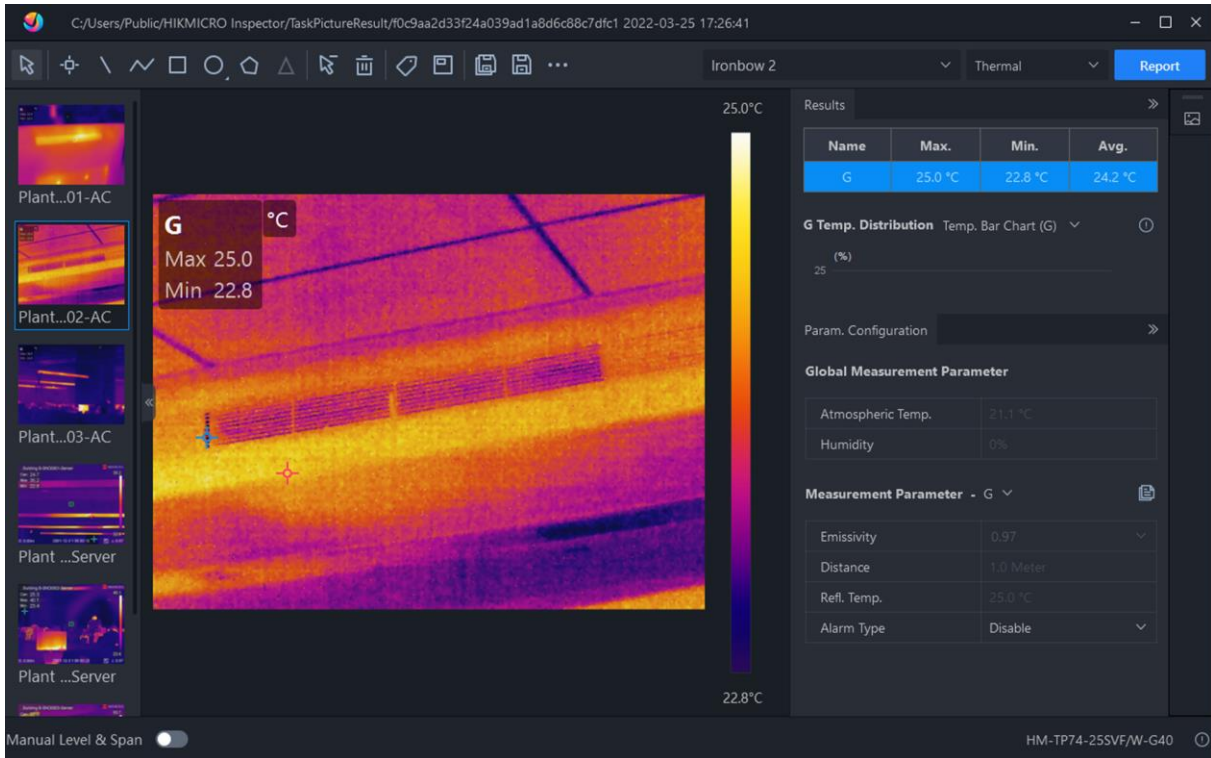 C:/Users/Public/HIKMICRO Inspector/TaskPictureResult/f0c9aa2d33f24a039ad1a8d6c88c7dfc1 2022-03-25 17:26:41
Ironbow 2
Thermal
Report
Plant...01-AC
Plant...02-AC
Plant...03-AC
Plant ...Server
Plant ...Server
G
°C
Max 25.0
Min 22.8
25.0°C
22.8°C
Results
Name Max. Min. Avg.
G 25.0 °C 22.8 °C 24.2 °C
G Temp. Distribution Temp. Bar Chart (G)
(%)
25
Param. Configuration
Global Measurement Parameter
Atmospheric Temp. 21.1 °C
Humidity 0%
Measurement Parameter - G
Emissivity 0.97
Distance 1.0 Meter
Refl. Temp. 25.0 °C
Alarm Type Disable
Manual Level & Span
HM-TP74-25SVF/W-G40